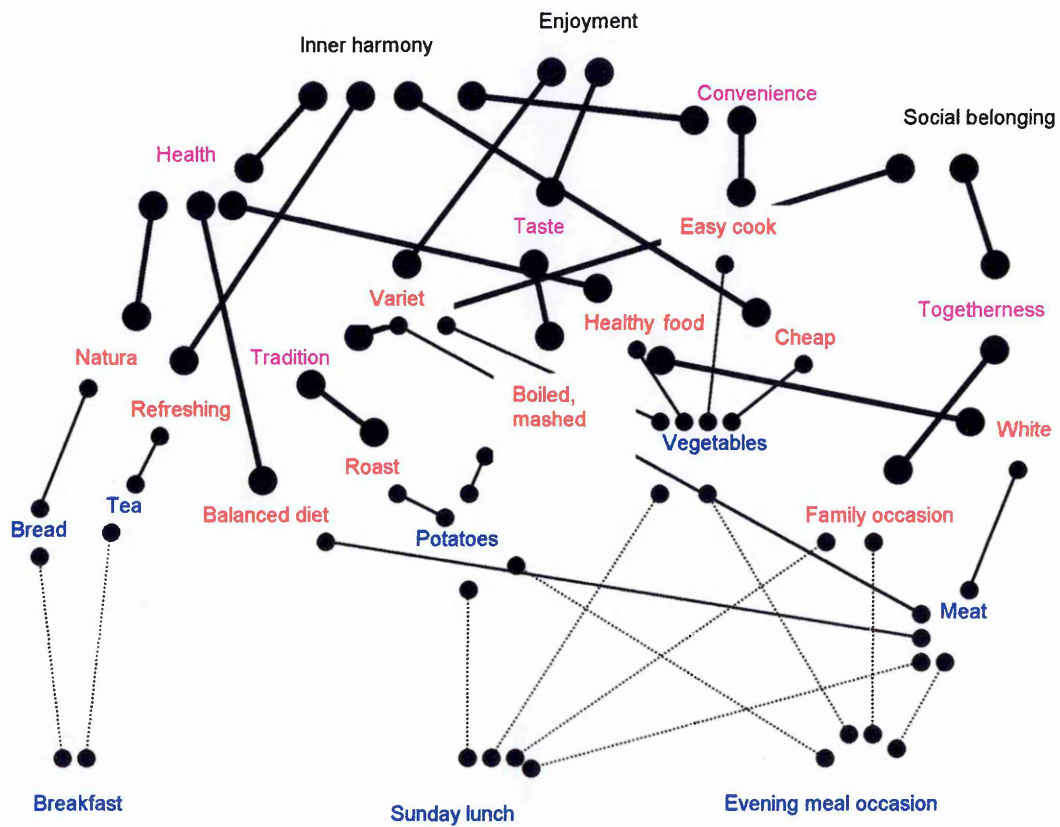 Enjoyment
Inner harmony
Convenience
Social belonging
Health
Taste
Easy cook
Variet
Healthy food
Togetherness
Natura
Tradition
Cheap
Refreshing
Boiled,
mashed
Vegetables
White
Roast
Tea
Bread
Balanced diet
Potatoes
Family occasion
Meat
Breakfast
Sunday lunch
Evening meal occasion